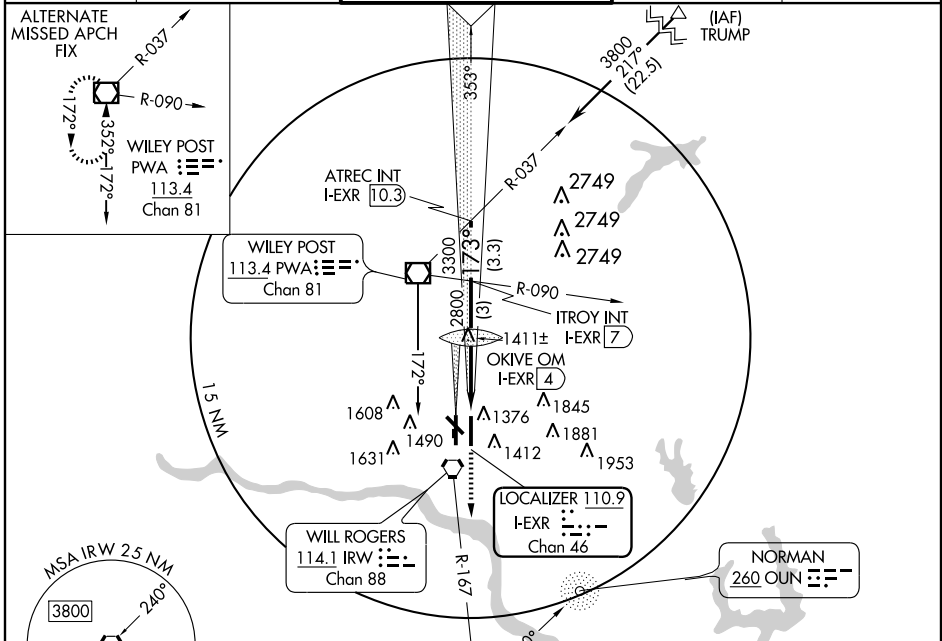 ALTERNATE
MISSED APCH
FIX
R-037
R-090
172°
352°
172°
WILEY POST
PWA
113.4
Chan 81
(IAF)
TRUMP
3800
217°
(22.5)
353°
R-037
ATREC INT
I-EXR 10.3
2749
2749
2749
WILEY POST
113.4 PWA
Chan 81
3300
173°
(3.3)
R-090
2800
(3)
ITROY INT
I-EXR 7
1411±
OKIVE OM
I-EXR 4
172°
15 NM
1608
1490
1631
1376
1412
1845
1881
1953
LOCALIZER 110.9
I-EXR
Chan 46
WILL ROGERS
114.1 IRW
Chan 88
R-167
NORMAN
260 OUN
MSA IRW 25 NM
3800
240°